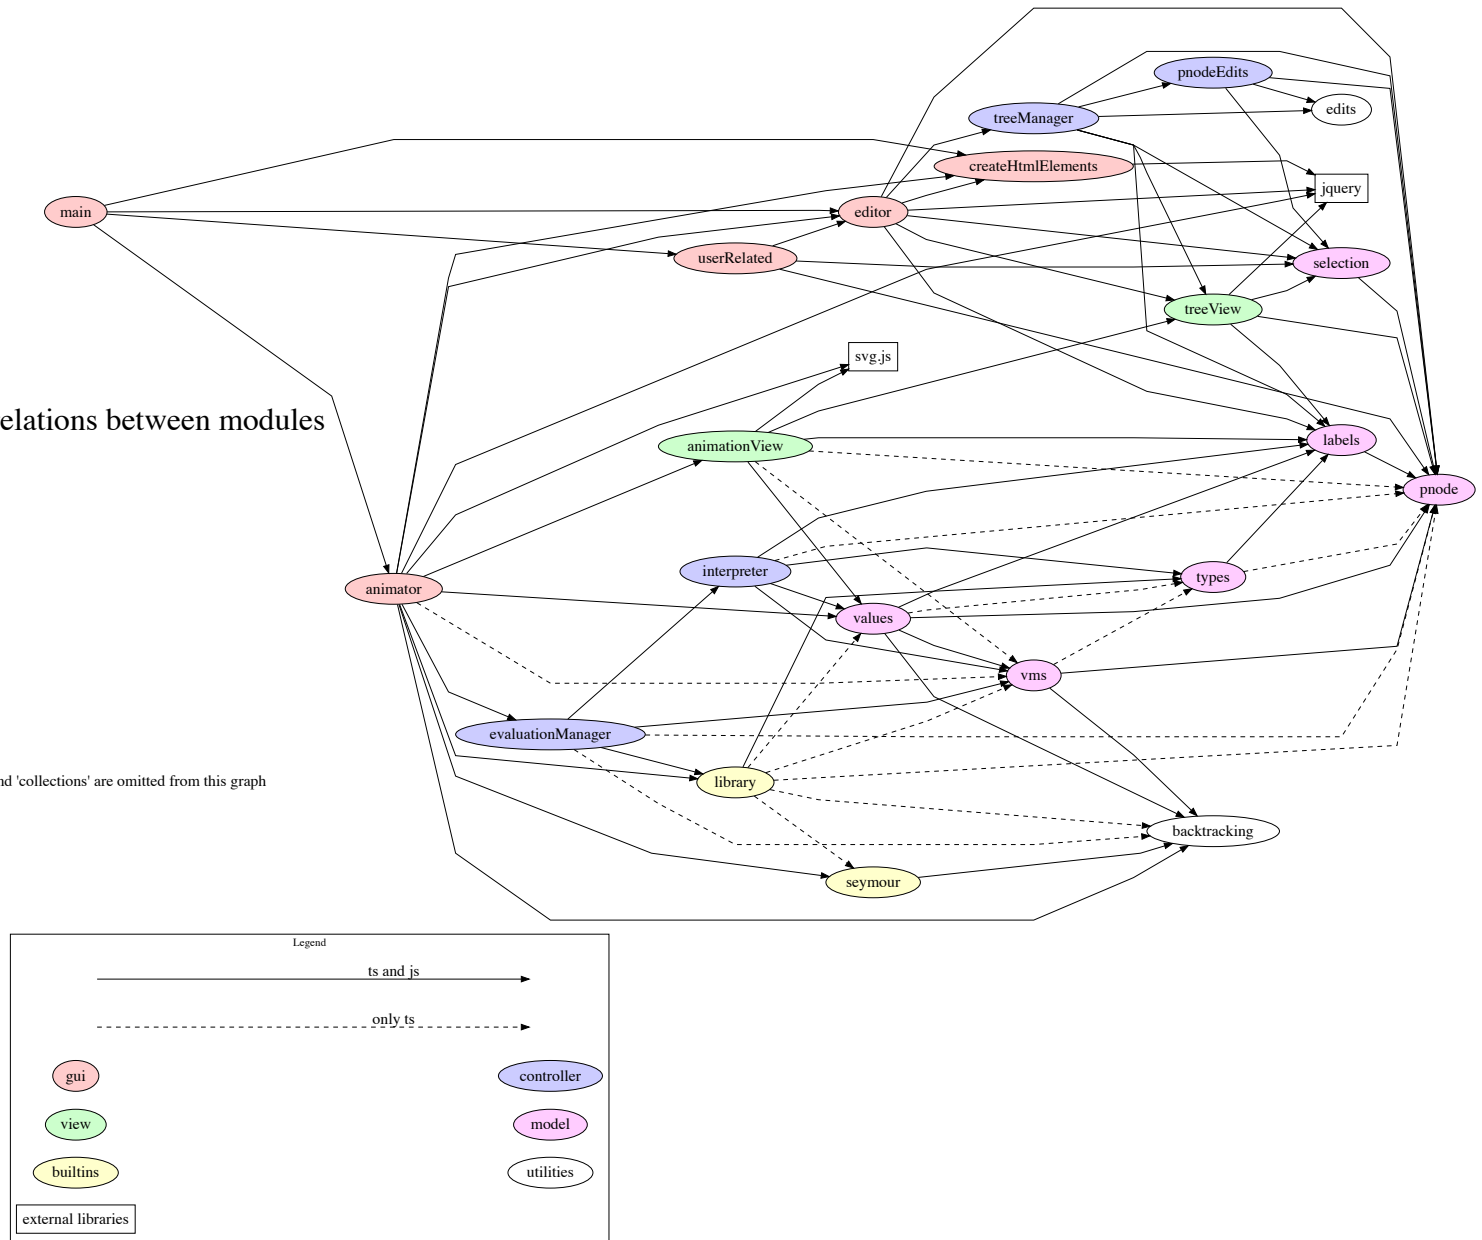 pnodeEdits
edits
treeManager
createHtmlElements
jquery
main
editor
userRelated
selection
treeView
svg.js
elations between modules
animationView
labels
pnode
interpreter
types
animator
values
vms
evaluationManager
nd 'collections' are omitted from this graph
library
backtracking
seymour
Legend
ts and js
only ts
gui
controller
view
model
builtins
utilities
external libraries